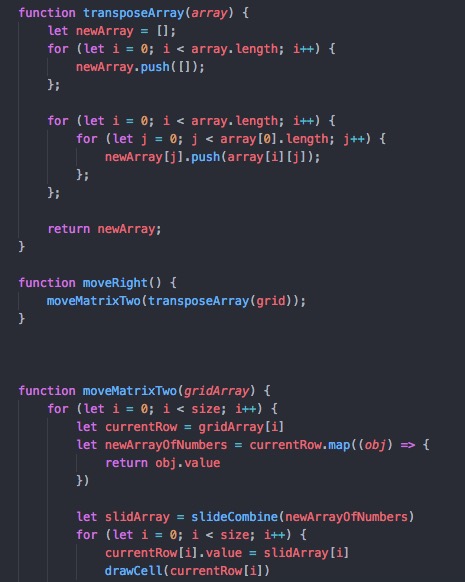 function transposeArray(array) {
let newArray = [];
for (let i = 0; i < array.length; i++) {
newArray.push([]);
};
for (let i = 0; i < array.length; i++) {
for (let j = 0; j < array[0].length; j++) {
newArray[j].push(array[i][j]);
};
};
return newArray;
}
function moveRight() {
moveMatrixTwo(transposeArray(grid));
}
function moveMatrixTwo(gridArray) {
for (let i = 0; i < size; i++) {
let currentRow = gridArray[i]
let newArrayOfNumbers = currentRow.map((obj) => {
return obj.value
})
let slidArray = slideCombine(newArrayOfNumbers)
for (let i = 0; i < size; i++) {
currentRow[i].value = slidArray[i]
drawCell(currentRow[i])